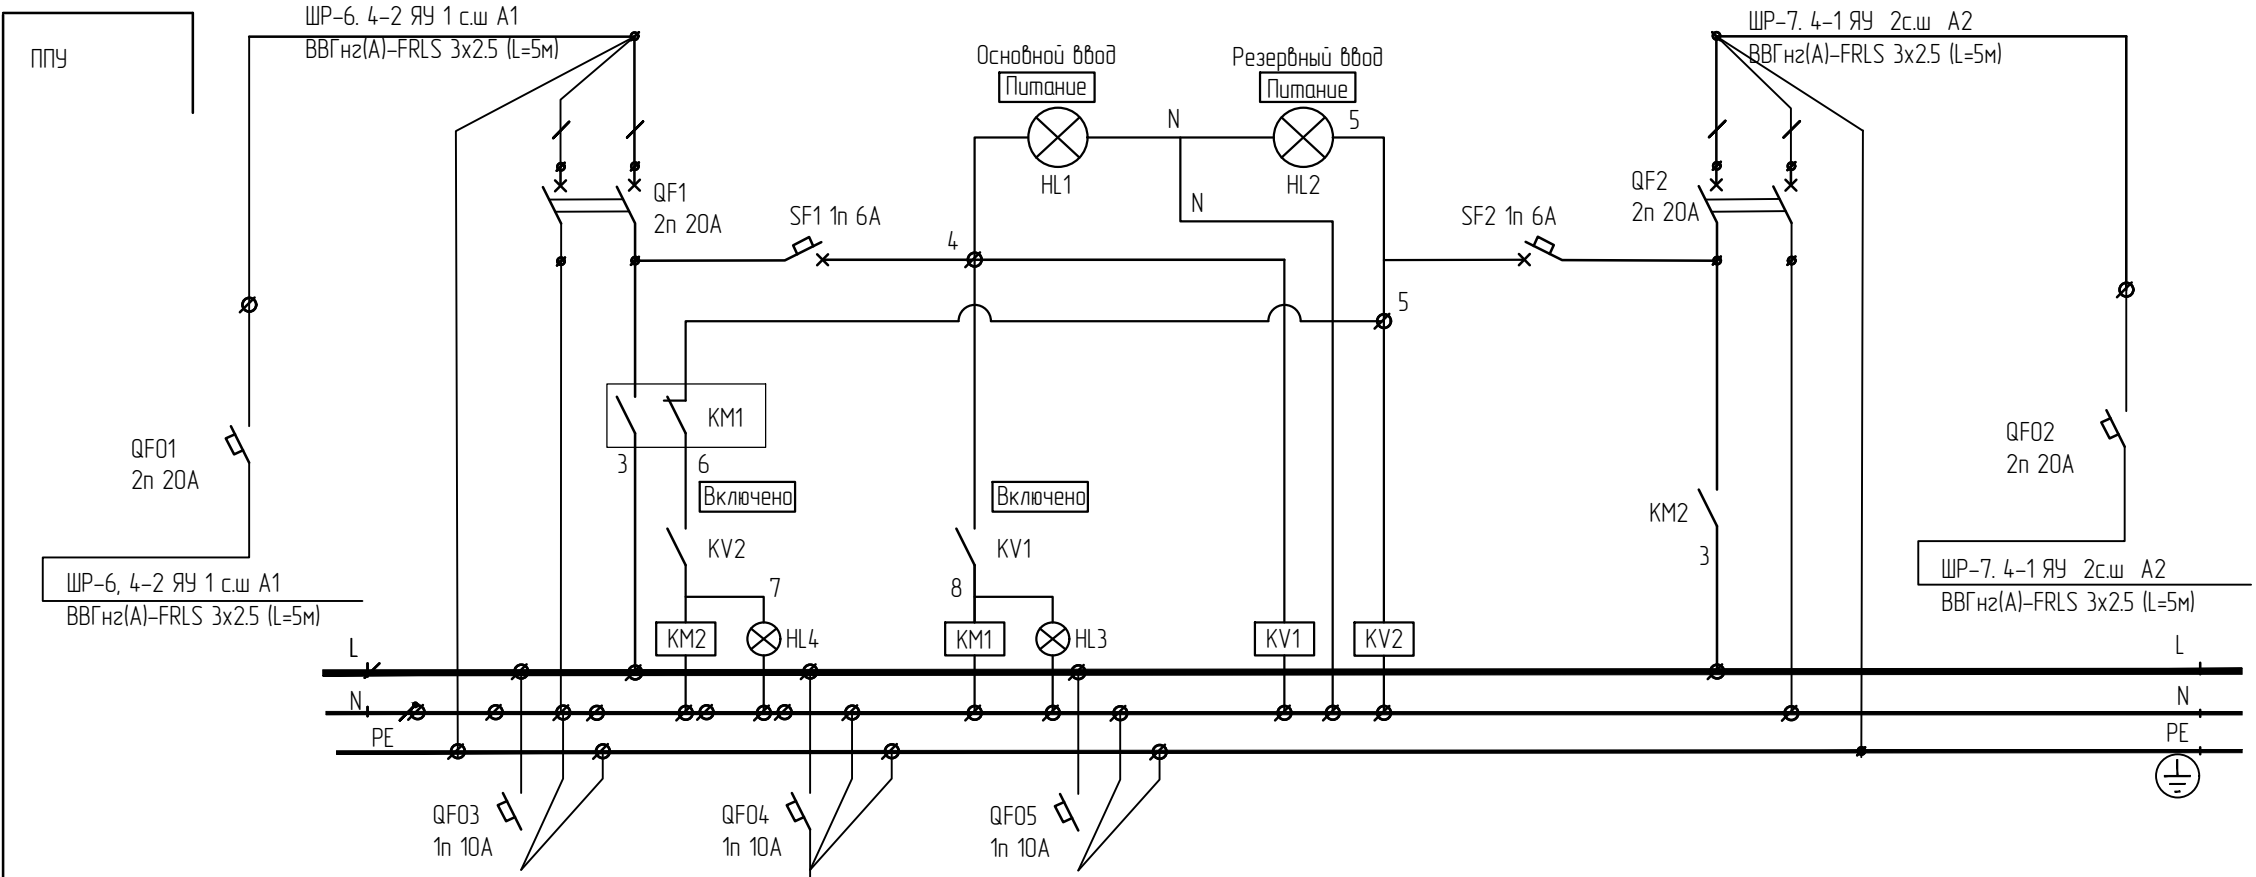 ППУ
ШР-6. 4-2 ЯУ 1 с.ш А1
ВВГнг(А)-FRLS 3х2.5 (L=5м)
Основной ввод
Питание
Резервный ввод
Питание
ШР-7. 4-1 ЯУ 2с.ш А2
ВВГнг(А)-FRLS 3х2.5 (L=5м)
N
5
HL1
HL2
N
QF1
2п 20А
SF1 1п 6А
4
SF2 1п 6А
QF2
2п 20А
5
QF01
2п 20А
KM1
3
6
Включено
Включено
QF02
2п 20А
KM2
3
KV2
KV1
7
8
ШР-6, 4-2 ЯУ 1 с.ш А1
ВВГнг(А)-FRLS 3х2.5 (L=5м)
ШР-7. 4-1 ЯУ 2с.ш А2
ВВГнг(А)-FRLS 3х2.5 (L=5м)
KM2
HL4
KM1
HL3
KV1
KV2
L
L
N
N
PE
PE
QF03
1п 10А
QF04
1п 10А
QF05
1п 10А